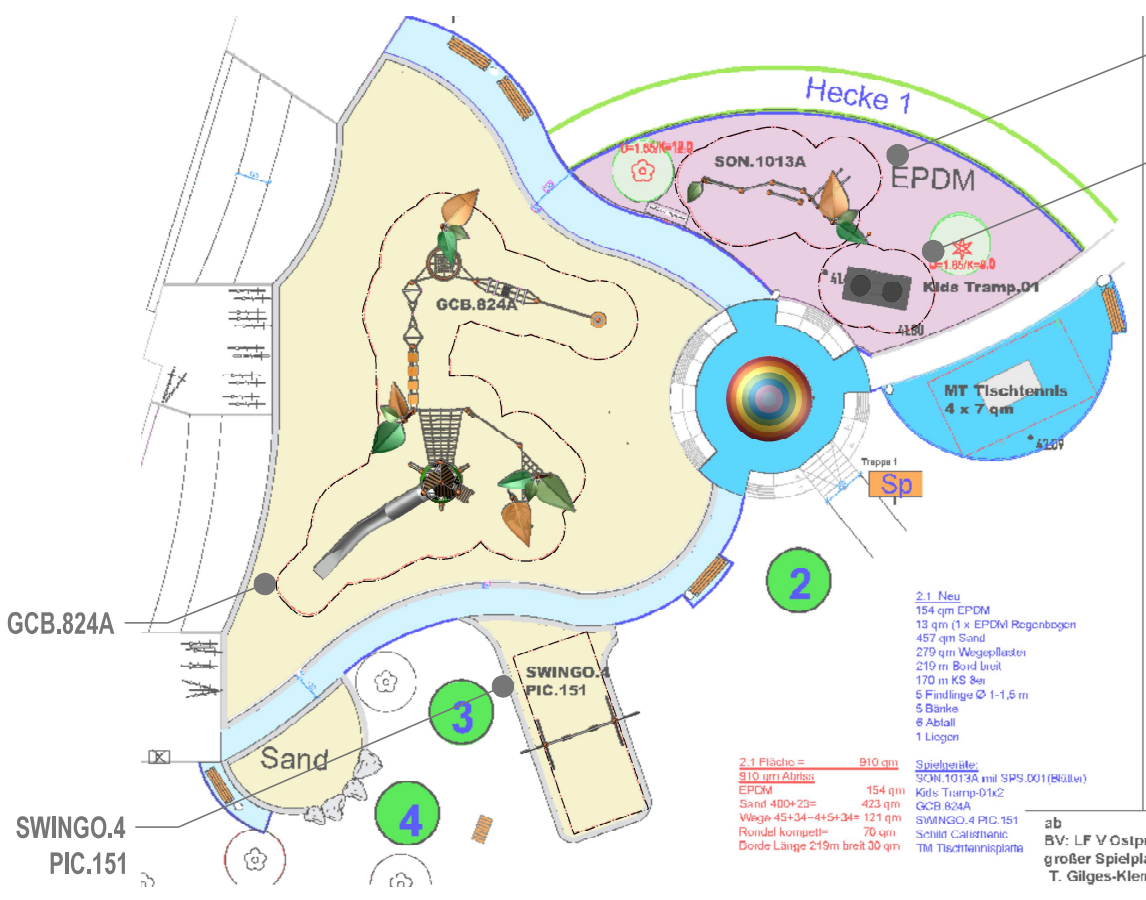 Hecke 1
SON.1013A
EPDM
GCB.824A
Kids Tramp.01
41.80
MT Tischtennis
4 x 7 qm
Treppe 1
Sp
2
GCB.824A
SWINGO.4
PIC.151
3
Sand
4
SWINGO.4
PIC.151
2.1 Neu
154 qm EPDM
13 qm (1 x EPDM Regenbogen
457 qm Sand
279 qm Wegepflaster
219 m Bord breit
170 m KS 8er
5 Findlinge Ø 1-1,5 m
5 Bänke
6 Abfall
1 Liegen
Spielgeräte:
SON.1013A mit SPS.001(Blätter)
Kids Tramp-01x2
GCB.824A
SWINGO.4 PIC.151
Schild Calisthenic
TM Tischtennisplatte
2.1 Fläche = 910 qm
910 qm Abriss
EPDM 154 qm
Sand 400+23= 423 qm
Wege 45+34-4+5+34= 121 qm
Rondel komplett= 70 qm
Borde Länge 219m breit 30 qm
ab
BV: LF V Ostpr
großer Spielpla
T. Gilges-Klem